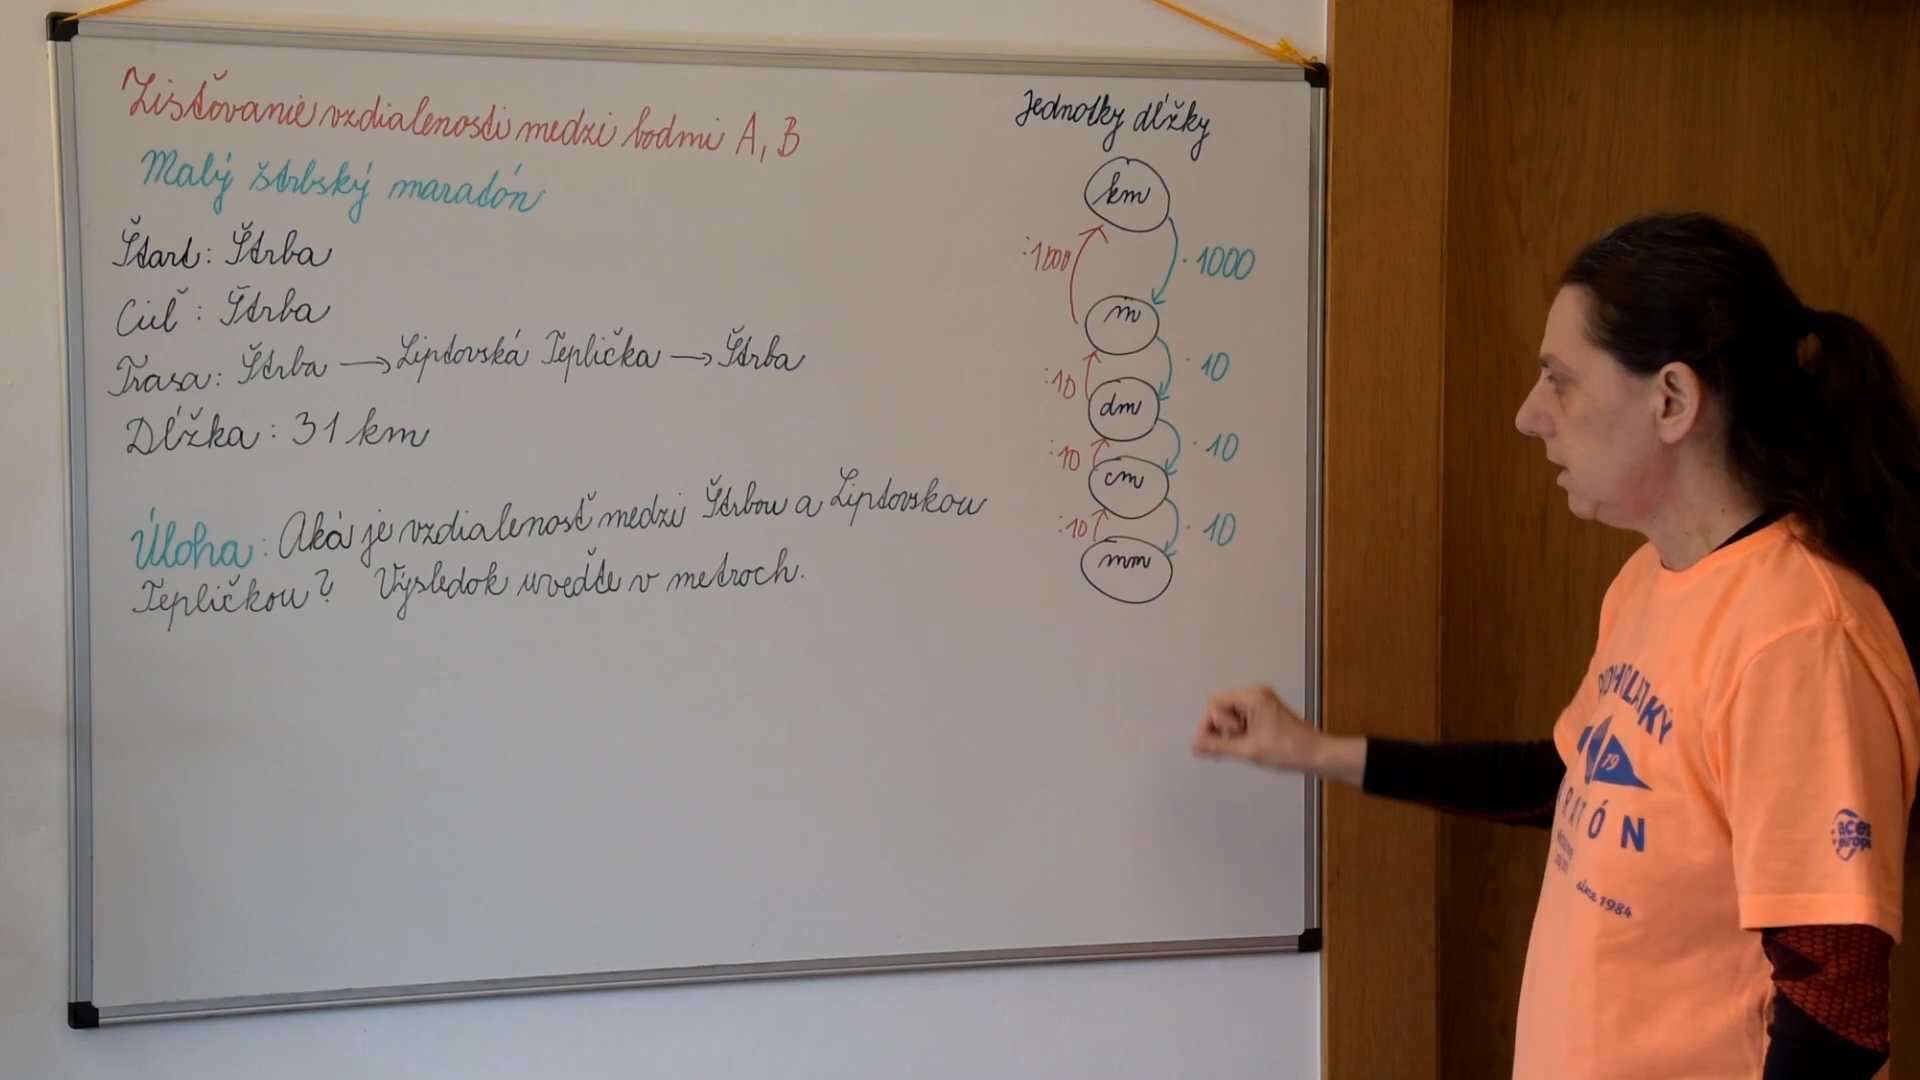 Zisťovanie vzdialenosti medzi bodmi A, B
Malý štrbský maratón
Štart: Štrba
Cieľ: Štrba
Trasa: Štrba → Liptovská Teplička → Štrba
Dĺžka: 31 km
Úloha: Aká je vzdialenosť medzi Štrbou a Liptovskou
Tepličkou? Výsledok uveďte v metroch.
Jednotky dĺžky
km
:1000 · 1000
m
:10 · 10
dm
:10 · 10
cm
:10 · 10
mm
19
since 1984
aces
europe